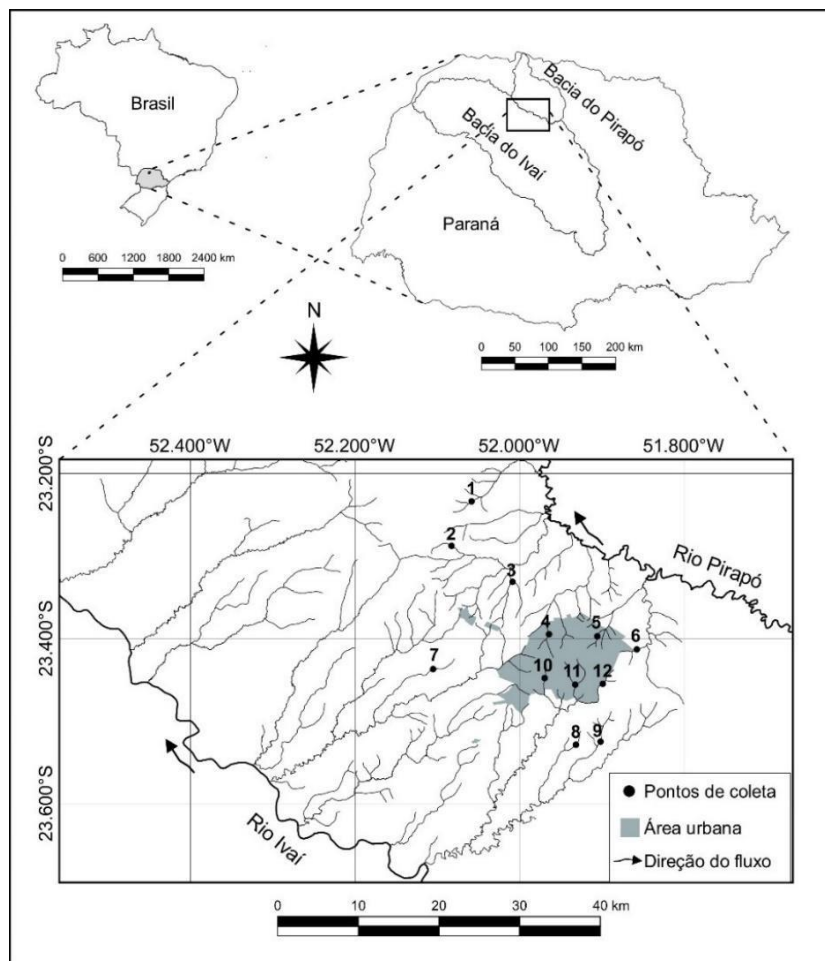 Brasil
0 600 1200 1800 2400 km
Bacia do Pirapó
Bacia do Ivaí
Paraná
0 50 100 150 200 km
N
52.400°W 52.200°W 52.000°W 51.800°W
23.200°S
23.400°S
23.600°S
1
2
3
4
5
6
7
10
11
12
8
9
Rio Pirapó
Rio Ivaí
Pontos de coleta
Área urbana
Direção do fluxo
0 10 20 30 40 km